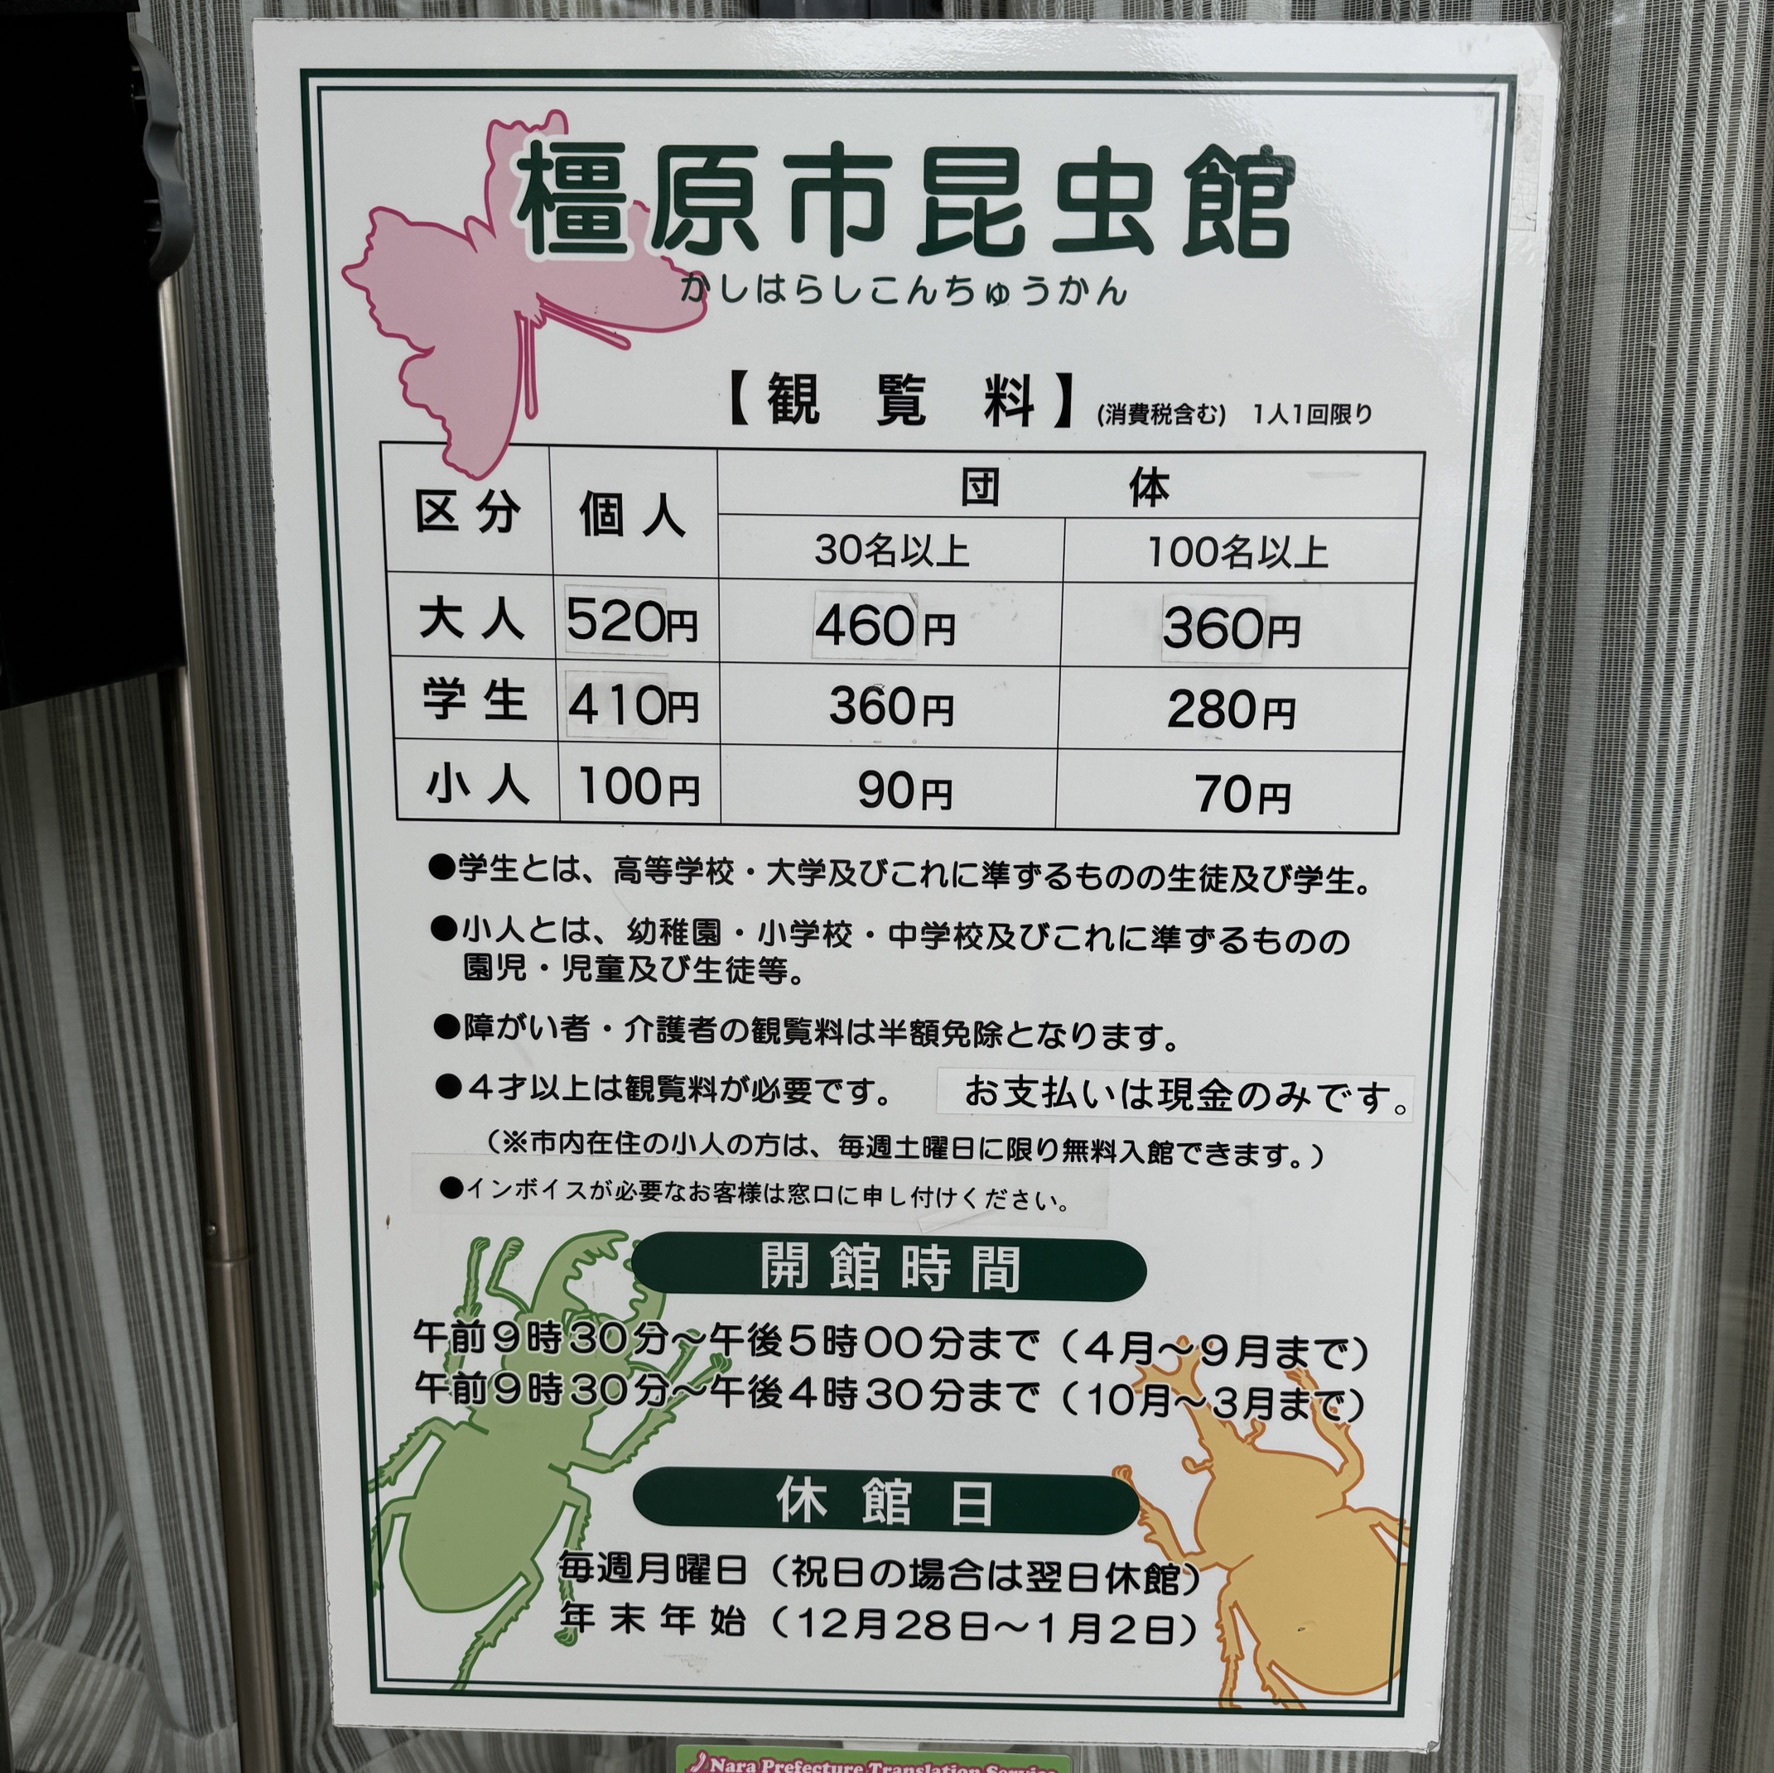 橿原市昆虫館
かしはらしこんちゅうかん
【観覧料】(消費税含む) 1人1回限り
区分 個人 団体
30名以上 100名以上
大人 520円 460円 360円
学生 410円 360円 280円
小人 100円 90円 70円
●学生とは、高等学校・大学及びこれに準ずるものの生徒及び学生。
●小人とは、幼稚園・小学校・中学校及びこれに準ずるものの
園児・児童及び生徒等。
●障がい者・介護者の観覧料は半額免除となります。
●4才以上は観覧料が必要です。 お支払いは現金のみです。
(※市内在住の小人の方は、毎週土曜日に限り無料入館できます。)
●インボイスが必要なお客様は窓口に申し付けください。
開館時間
午前9時30分～午後5時00分まで(4月～9月まで)
午前9時30分～午後4時30分まで(10月～3月まで)
休館日
毎週月曜日(祝日の場合は翌日休館)
年末年始(12月28日～1月2日)
Nara Prefecture Translation Service